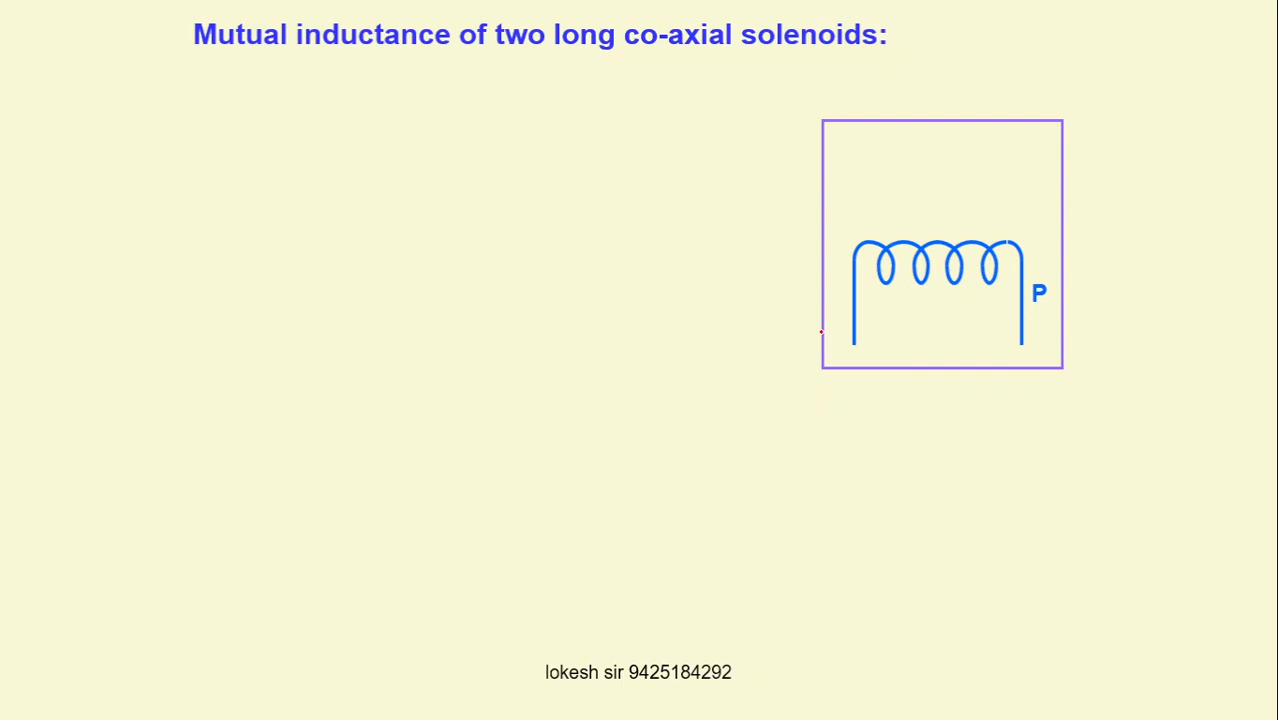 Mutual inductance of two long co-axial solenoids:
P
lokesh sir 9425184292